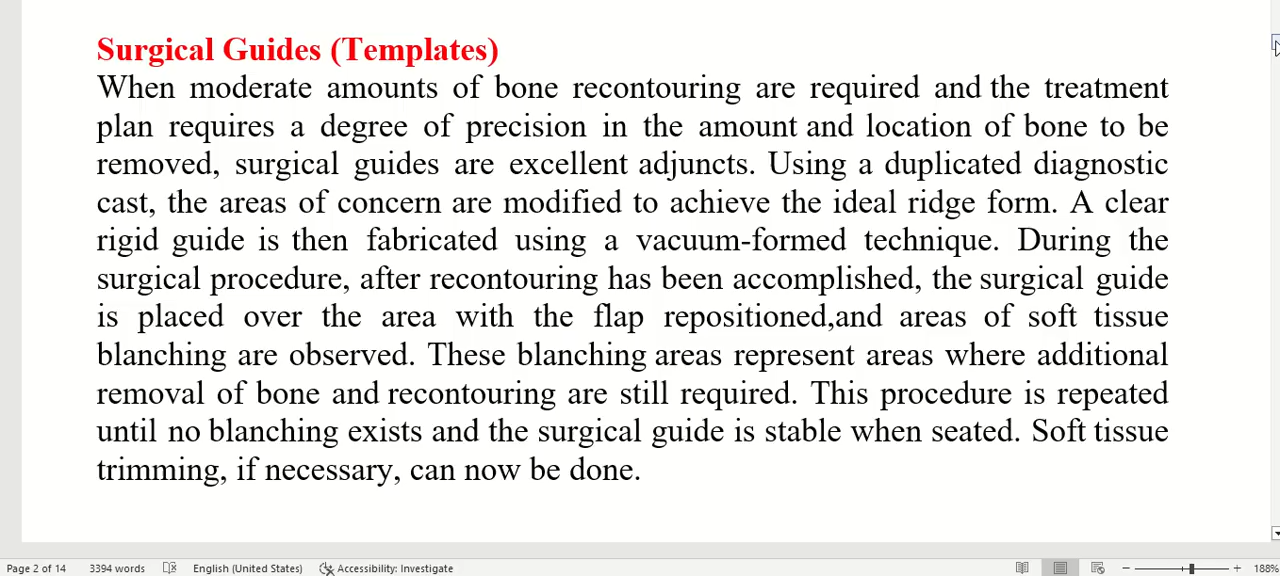 Surgical Guides (Templates)
When moderate amounts of bone recontouring are required and the treatment
plan requires a degree of precision in the amount and location of bone to be
removed, surgical guides are excellent adjuncts. Using a duplicated diagnostic
cast, the areas of concern are modified to achieve the ideal ridge form. A clear
rigid guide is then fabricated using a vacuum-formed technique. During the
surgical procedure, after recontouring has been accomplished, the surgical guide
is placed over the area with the flap repositioned,and areas of soft tissue
blanching are observed. These blanching areas represent areas where additional
removal of bone and recontouring are still required. This procedure is repeated
until no blanching exists and the surgical guide is stable when seated. Soft tissue
trimming, if necessary, can now be done.
Page 2 of 14 3394 words English (United States) Accessibility: Investigate 188%